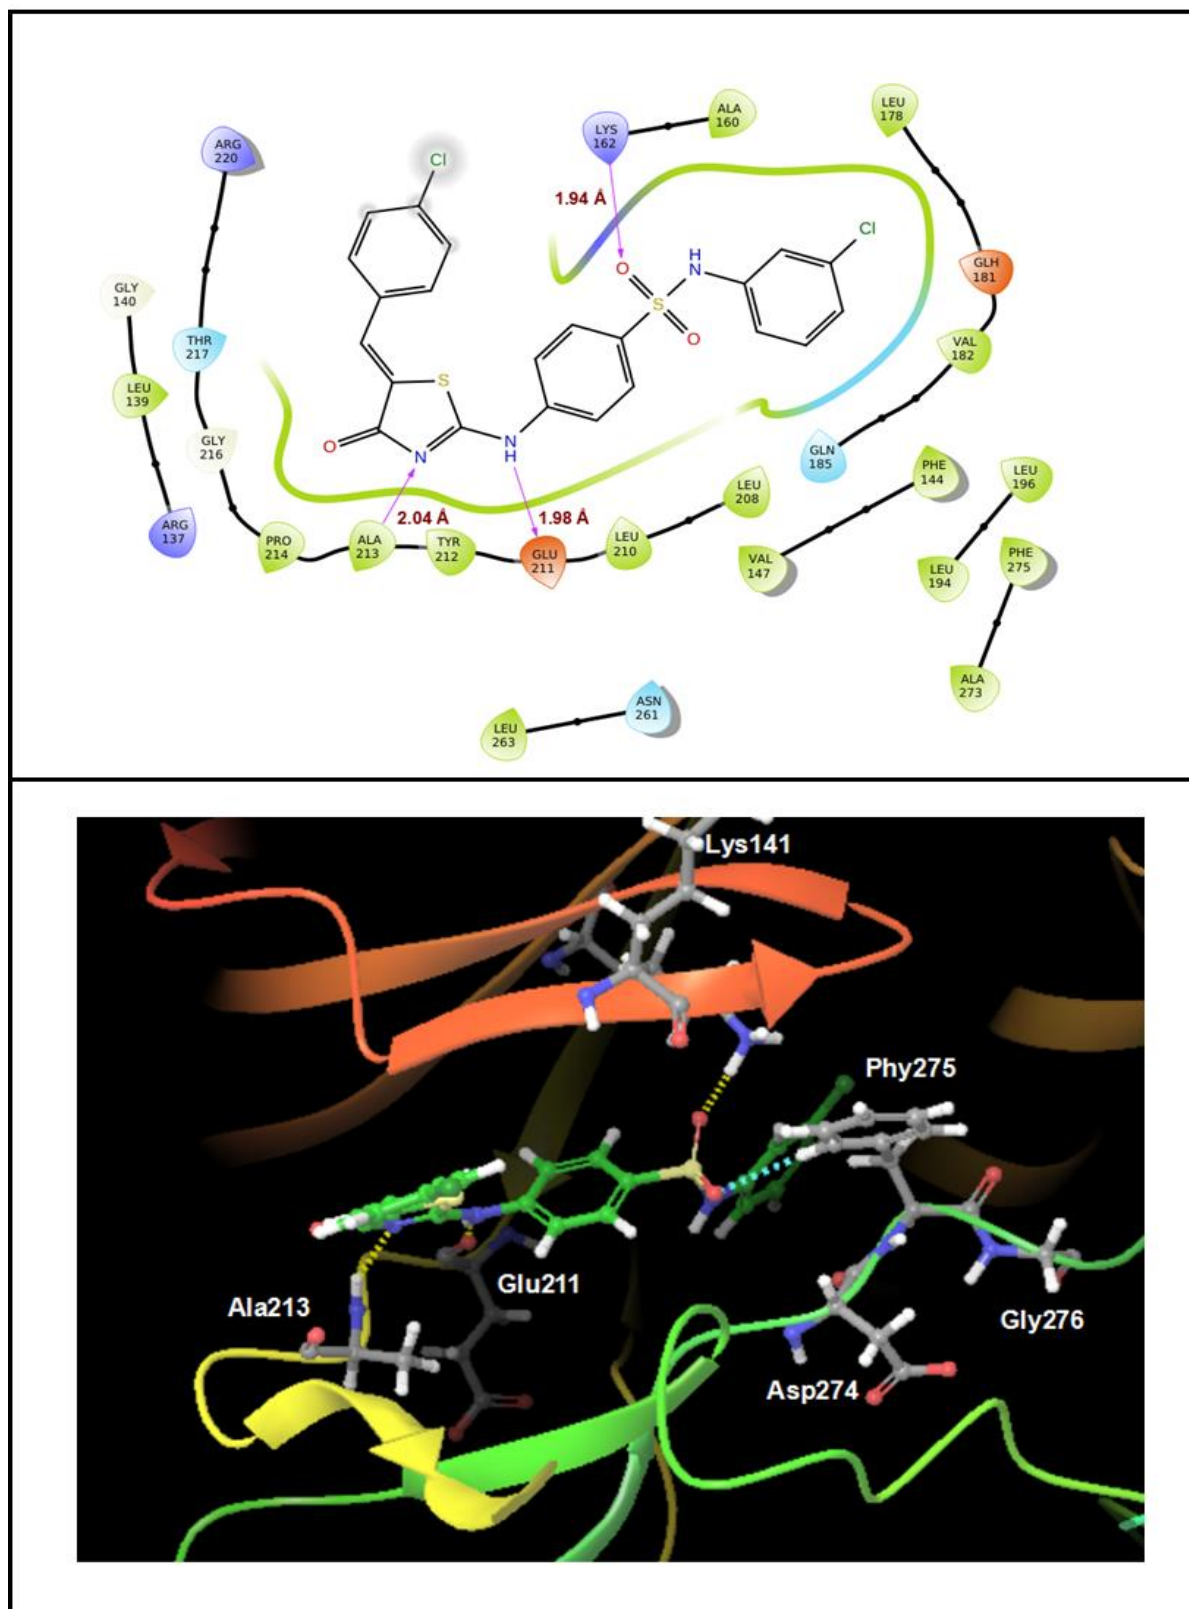 LEU
178
ALA
160
LYS
162
ARG
220
Cl
1.94 Å
Cl
H
N
O
S
O
GLH
181
GLY
140
THR
217
VAL
182
LEU
139
S
GLY
216
O
N
N
H
GLN
185
PHE
144
LEU
196
LEU
208
2.04 Å
1.98 Å
ARG
137
PRO
214
ALA
213
TYR
212
GLU
211
LEU
210
VAL
147
LEU
194
PHE
275
ALA
273
ASN
261
LEU
263
Lys141
Phy275
Glu211
Ala213
Gly276
Asp274